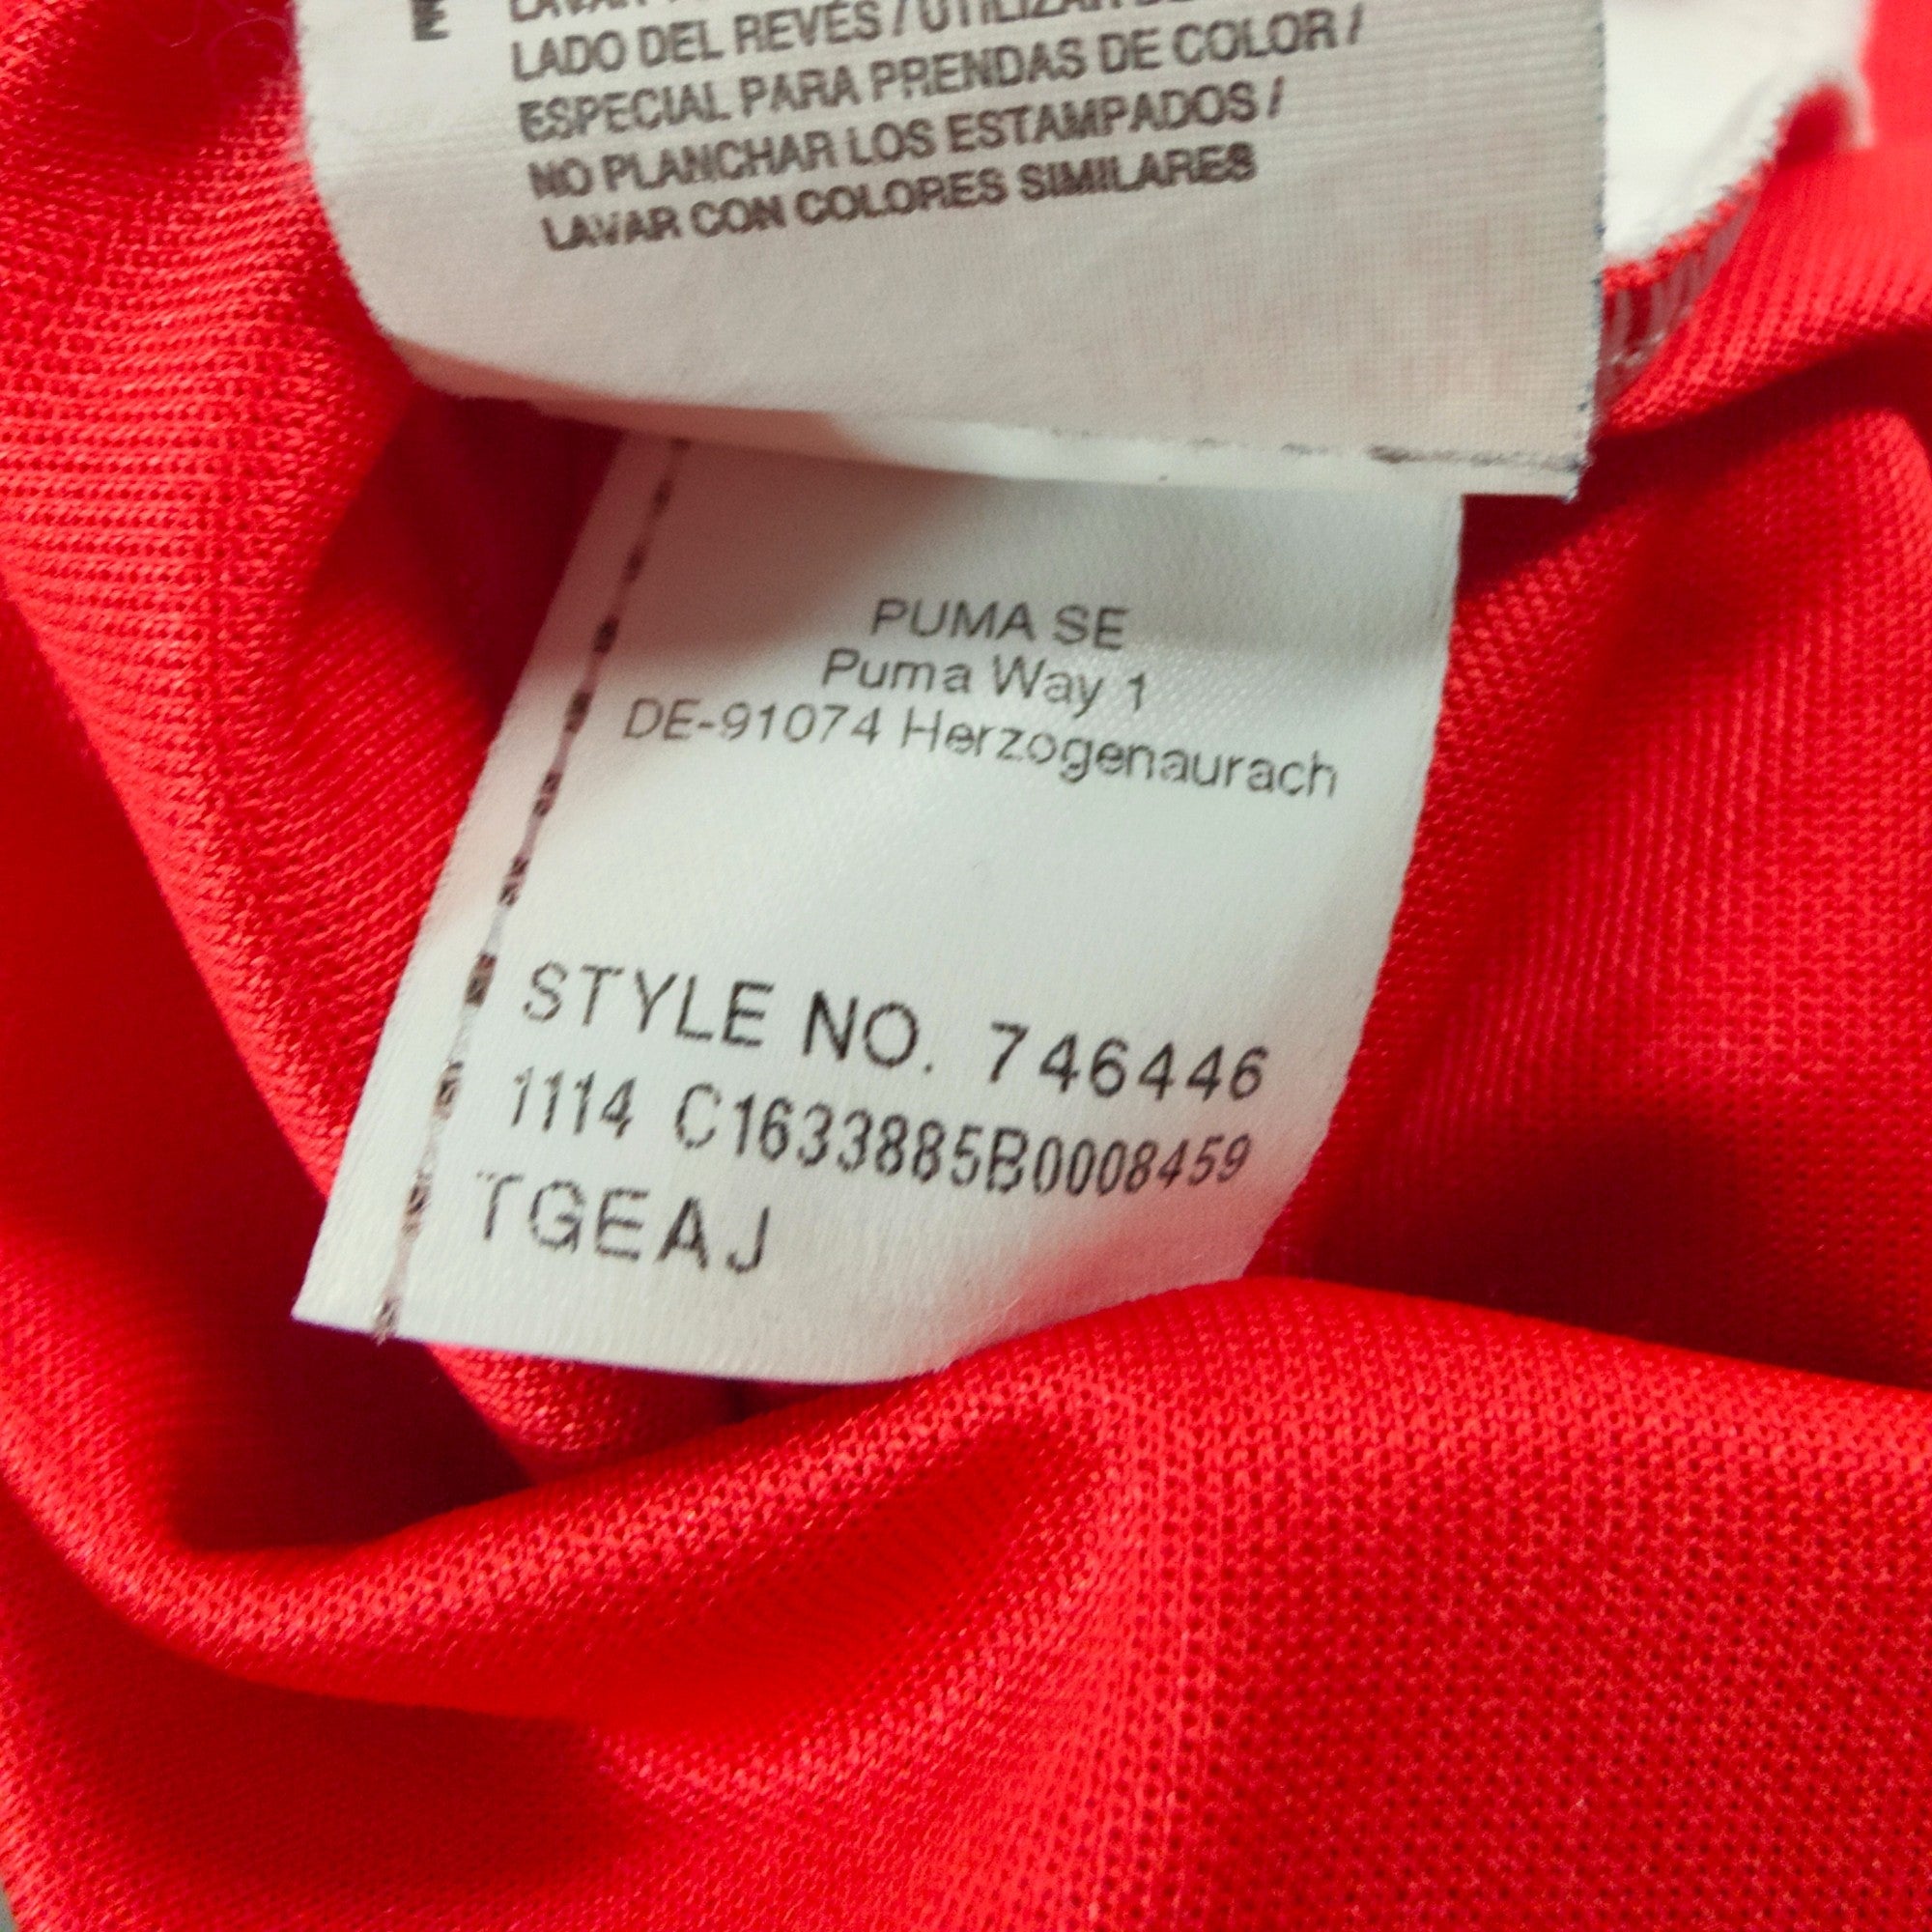 LADO DEL REVÉS / UTILIZAR
ESPECIAL PARA PRENDAS DE COLOR /
NO PLANCHAR LOS ESTAMPADOS /
LAVAR CON COLORES SIMILARES
PUMA SE
Puma Way 1
DE-91074 Herzogenaurach
STYLE NO. 746446
1114 C1633885B0008459
TGEAJ